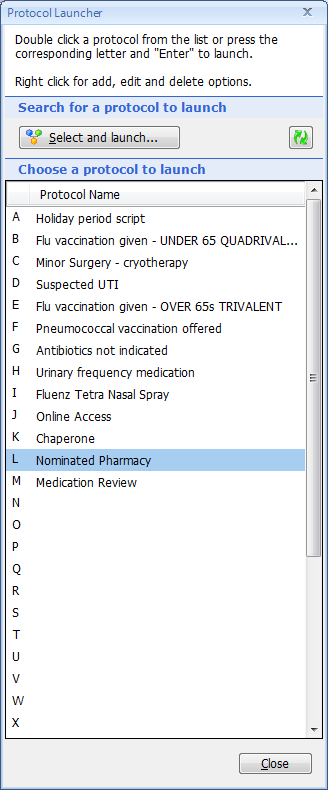 Protocol Launcher
Double click a protocol from the list or press the
corresponding letter and "Enter" to launch.
Right click for add, edit and delete options.
Search for a protocol to launch
Select and launch...
Choose a protocol to launch
Protocol Name
A Holiday period script
B Flu vaccination given - UNDER 65 QUADRIVAL...
C Minor Surgery - cryotherapy
D Suspected UTI
E Flu vaccination given - OVER 65s TRIVALENT
F Pneumococcal vaccination offered
G Antibiotics not indicated
H Urinary frequency medication
I Fluenz Tetra Nasal Spray
J Online Access
K Chaperone
L Nominated Pharmacy
M Medication Review
N
O
P
Q
R
S
T
U
V
W
X
Close